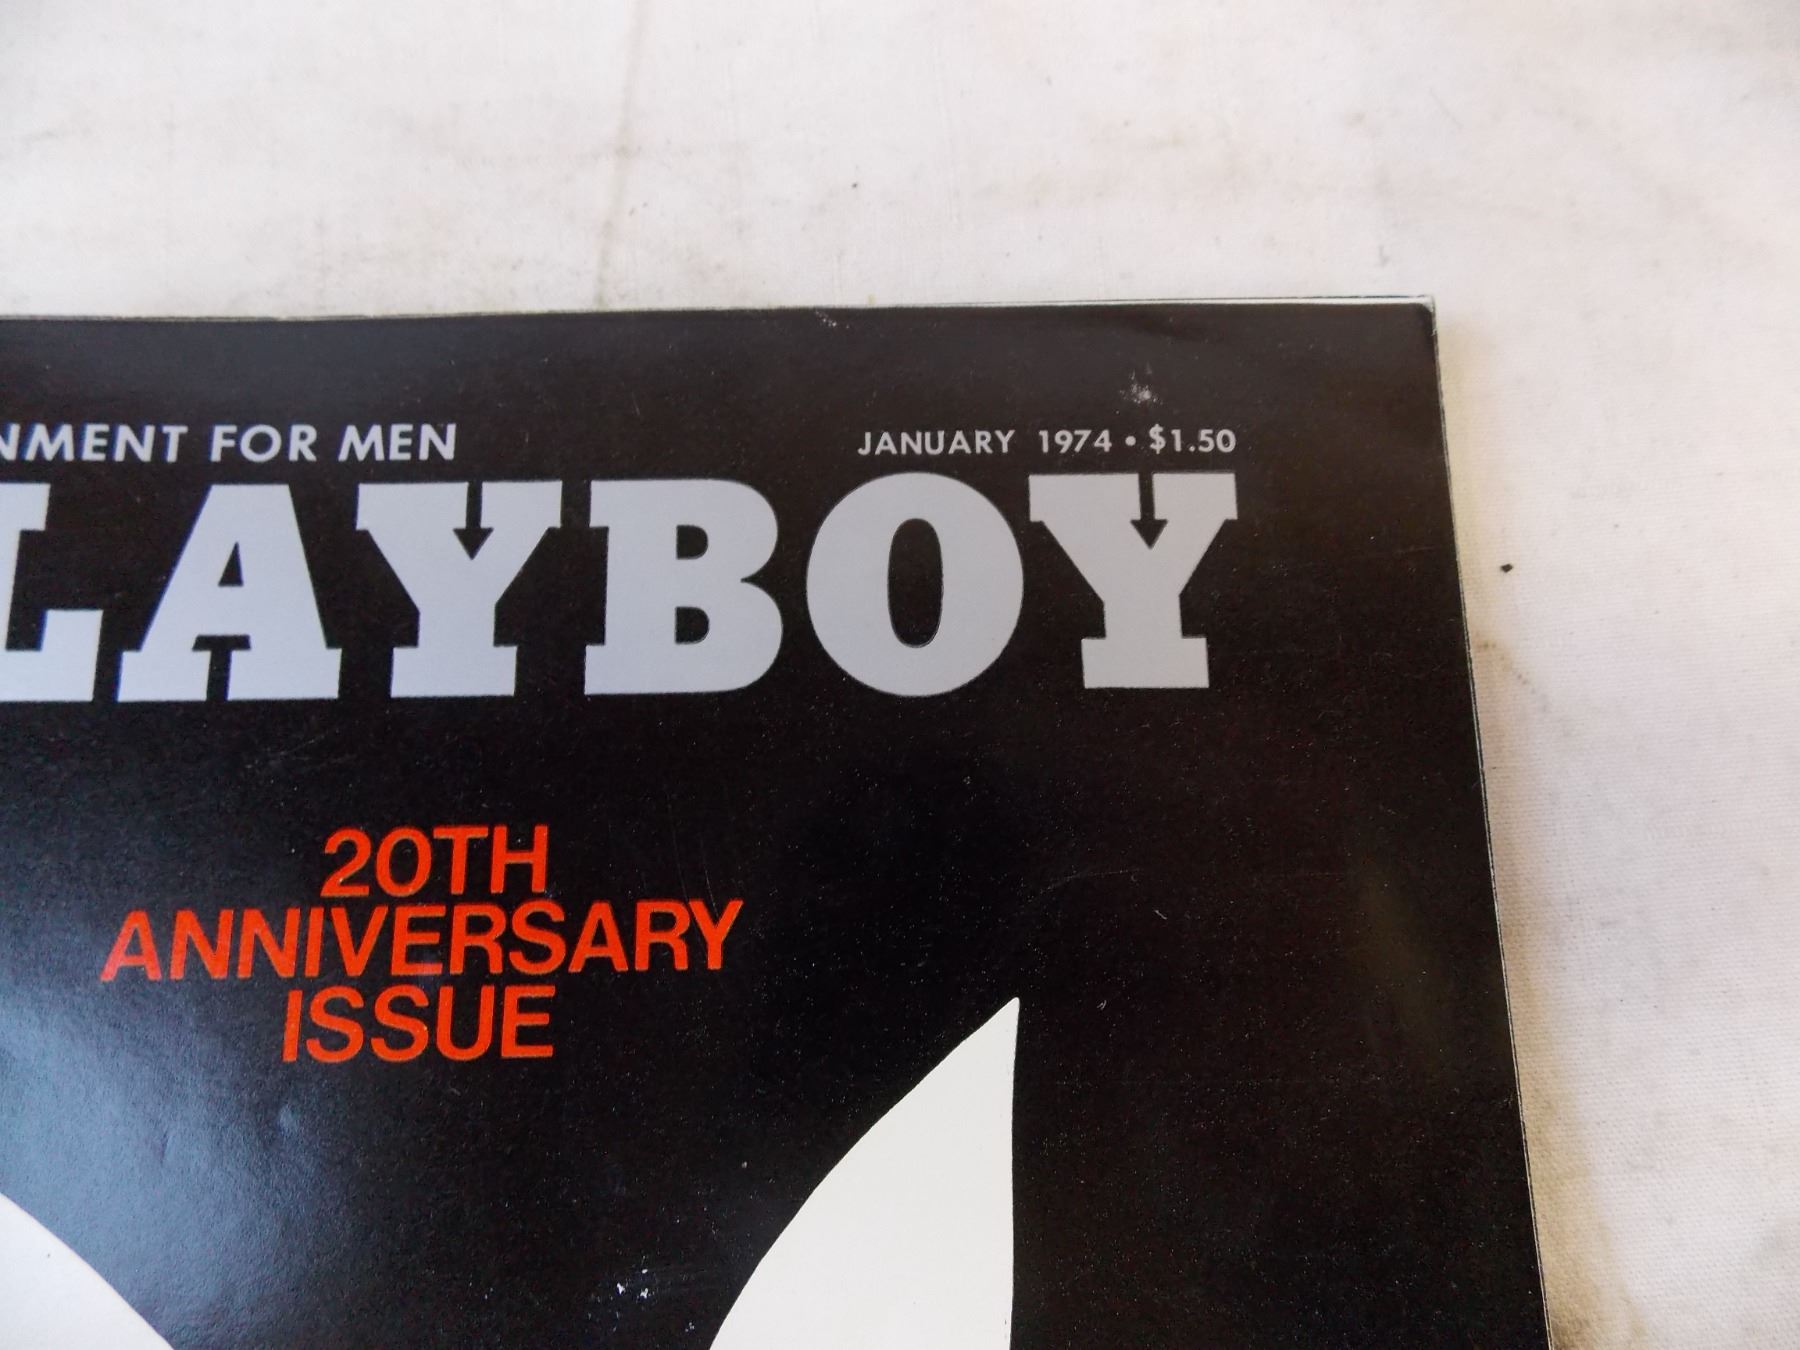 NMENT FOR MEN
JANUARY 1974 • $1.50
LAYBOY
20TH
ANNIVERSARY
ISSUE